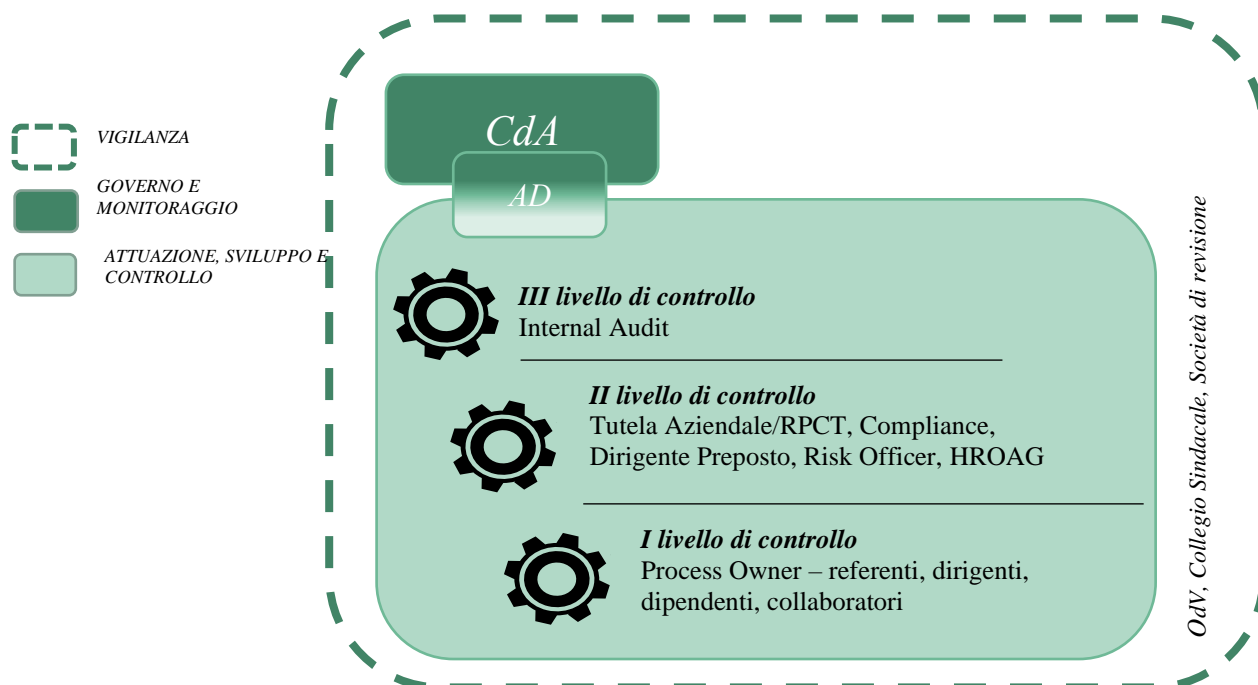 VIGILANZA
GOVERNO E
MONITORAGGIO
ATTUAZIONE, SVILUPPO E
CONTROLLO
CdA
AD
III livello di controllo
Internal Audit
II livello di controllo
Tutela Aziendale/RPCT, Compliance,
Dirigente Preposto, Risk Officer, HROAG
I livello di controllo
Process Owner – referenti, dirigenti,
dipendenti, collaboratori
OdV, Collegio Sindacale, Società di revisione